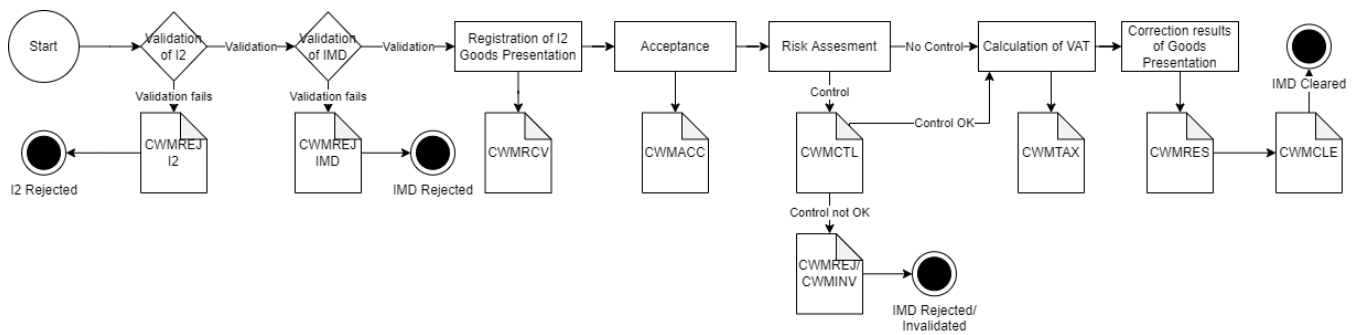 Start
Validation
of I2
Validation
Validation
of IMD
Validation
Registration of I2
Goods Presentation
Acceptance
Risk Assesment
No Control
Calculation of VAT
Correction results
of Goods
Presentation
IMD Cleared
Validation fails
Validation fails
Control
Control OK
I2 Rejected
CWMREJ
I2
CWMREJ
IMD
IMD Rejected
CWMRCV
CWMACC
CWMCTL
CWMTAX
CWMRES
CWMCLE
Control not OK
CWMREJ/
CWMINV
IMD Rejected/
Invalidated